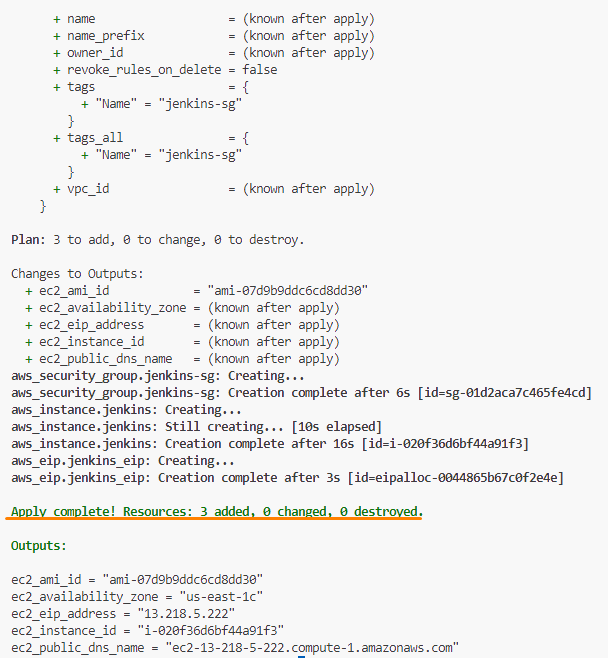 + name                   = (known after apply)
+ name_prefix            = (known after apply)
+ owner_id               = (known after apply)
+ revoke_rules_on_delete = false
+ tags                   = {
+ "Name" = "jenkins-sg"
}
+ tags_all               = {
+ "Name" = "jenkins-sg"
}
+ vpc_id                 = (known after apply)
}
Plan: 3 to add, 0 to change, 0 to destroy.
Changes to Outputs:
+ ec2_ami_id            = "ami-07d9b9ddc6cd8dd30"
+ ec2_availability_zone = (known after apply)
+ ec2_eip_address       = (known after apply)
+ ec2_instance_id       = (known after apply)
+ ec2_public_dns_name   = (known after apply)
aws_security_group.jenkins-sg: Creating...
aws_security_group.jenkins-sg: Creation complete after 6s [id=sg-01d2aca7c465fe4cd]
aws_instance.jenkins: Creating...
aws_instance.jenkins: Still creating... [10s elapsed]
aws_instance.jenkins: Creation complete after 16s [id=i-020f36d6bf44a91f3]
aws_eip.jenkins_eip: Creating...
aws_eip.jenkins_eip: Creation complete after 3s [id=eipalloc-0044865b67c0f2e4e]
Apply complete! Resources: 3 added, 0 changed, 0 destroyed.
Outputs:
ec2_ami_id = "ami-07d9b9ddc6cd8dd30"
ec2_availability_zone = "us-east-1c"
ec2_eip_address = "13.218.5.222"
ec2_instance_id = "i-020f36d6bf44a91f3"
ec2_public_dns_name = "ec2-13-218-5-222.compute-1.amazonaws.com"